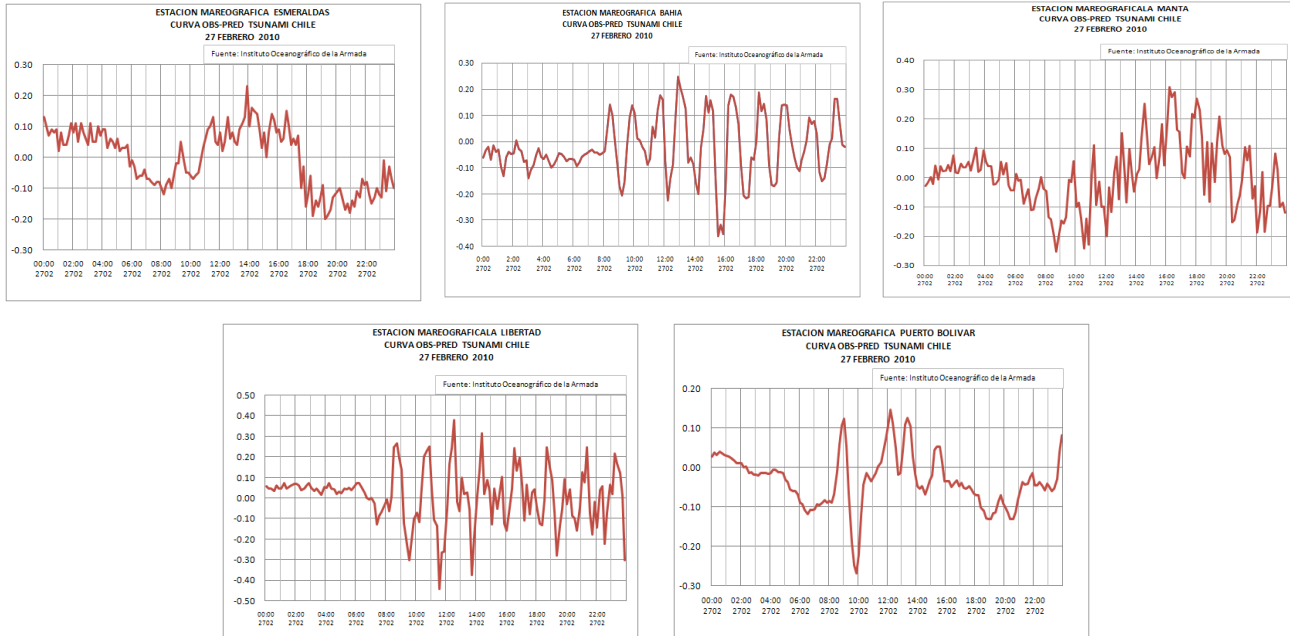 ESTACION MAREOGRAFICA ESMERALDAS
CURVA OBS-PRED TSUNAMI CHILE
27 FEBRERO 2010
Fuente: Instituto Oceanográfico de la Armada
0.30
0.20
0.10
0.00
-0.10
-0.20
-0.30
00:00 02:00 04:00 06:00 08:00 10:00 12:00 14:00 16:00 18:00 20:00 22:00
2702 2702 2702 2702 2702 2702 2702 2702 2702 2702 2702 2702
ESTACION MAREOGRAFICA BAHIA
CURVA OBS-PRED TSUNAMI CHILE
27 FEBRERO 2010
Fuente: Instituto Oceanográfico de la Armada
0.30
0.20
0.10
-0.00
-0.10
-0.20
-0.30
-0.40
0:00 2:00 4:00 6:00 8:00 10:00 12:00 14:00 16:00 18:00 20:00 22:00
2702 2702 2702 2702 2702 2702 2702 2702 2702 2702 2702 2702
ESTACION MAREOGRAFICALA MANTA
CURVA OBS-PRED TSUNAMI CHILE
27 FEBRERO 2010
Fuente: Instituto Oceanográfico de la Armada
0.40
0.30
0.20
0.10
0.00
-0.10
-0.20
-0.30
00:00 02:00 04:00 06:00 08:00 10:00 12:00 14:00 16:00 18:00 20:00 22:00
2702 2702 2702 2702 2702 2702 2702 2702 2702 2702 2702 2702
ESTACION MAREOGRAFICALA LIBERTAD
CURVA OBS-PRED TSUNAMI CHILE
27 FEBRERO 2010
Fuente: Instituto Oceanográfico de la Armada
0.50
0.40
0.30
0.20
0.10
0.00
-0.10
-0.20
-0.30
-0.40
-0.50
00:00 02:00 04:00 06:00 08:00 10:00 12:00 14:00 16:00 18:00 20:00 22:00
2702 2702 2702 2702 2702 2702 2702 2702 2702 2702 2702 2702
ESTACION MAREOGRAFICA PUERTO BOLIVAR
CURVA OBS-PRED TSUNAMI CHILE
27 FEBRERO 2010
Fuente: Instituto Oceanográfico de la Armada
0.20
0.10
0.00
-0.10
-0.20
-0.30
00:00 02:00 04:00 06:00 08:00 10:00 12:00 14:00 16:00 18:00 20:00 22:00
2702 2702 2702 2702 2702 2702 2702 2702 2702 2702 2702 2702